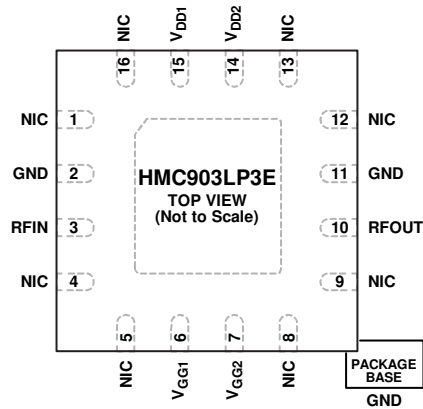 NIC VDD1 VDD2 NIC
16 15 14 13
NIC 1 12 NIC
GND 2 11 GND
HMC903LP3E
TOP VIEW
(Not to Scale)
RFIN 3 10 RFOUT
NIC 4 9 NIC
5 6 7 8
NIC VGG1 VGG2 NIC
PACKAGE
BASE
GND